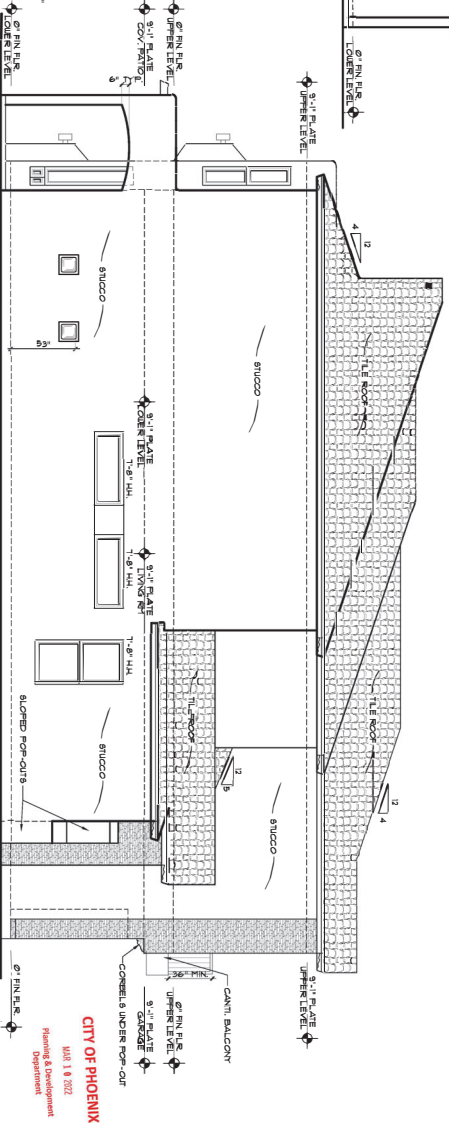 0" FIN. FLR.
LOWER LEVEL
9'-1" PLATE
COV. PATIO
0" FIN. FLR.
UPPER LEVEL
9'-1" PLATE
UPPER LEVEL
0" FIN. FLR.
LOWER LEVEL
6"
4
12
STUCCO
53"
STUCCO
TILE ROOF
9'-1" PLATE
LOWER LEVEL
7'-8" H.H.
9'-1" PLATE
LIVING RM
7'-8" H.H.
7'-8" H.H.
SLOPED POP-OUTS
STUCCO
TILE ROOF
12
5
STUCCO
TILE ROOF
12
4
36" MIN.
CANTI. BALCONY
CORBELS UNDER POP-OUT
0" FIN. FLR.
9'-1" PLATE
GARAGE
0" FIN. FLR.
UPPER LEVEL
9'-1" PLATE
UPPER LEVEL
CITY OF PHOENIX
MAR 10 2022
Planning & Development
Department